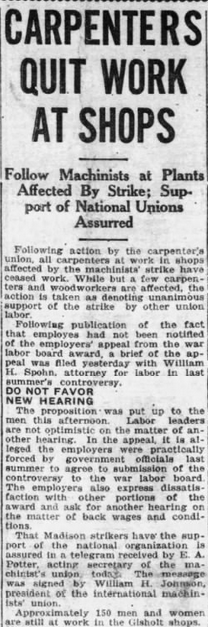 CARPENTERS
QUIT WORK
AT SHOPS
Follow Machinists at Plants
Affected By Strike; Sup-
port of National Unions
Assured
Following action by the carpenter's
union, all carpenters at work in shops
affected by the machinists' strike have
ceased work. While but a few carpen-
ters and woodworkers are affected, the
action is taken as denoting unanimous
support of the strike by other union
labor.
Following publication of the fact
that employes had not been notified
of the employers' appeal from the war
labor board award, a brief of the ap-
peal was filed yesterday with William
H. Spohn, attorney for labor in last
summer's controversy.
DO NOT FAVOR
NEW HEARING
The proposition was put up to the
men this afternoon. Labor leaders
are not optimistic on the matter of an-
other hearing. In the appeal, it is al-
leged the employers were practically
forced by government officials last
summer to agree to submission of the
controversy to the war labor board.
The employers also express dissatis-
faction with other portions of the
award and ask for another hearing on
the matter of back wages and condi-
tions.
That Madison strikers have the sup-
port of the national organization is
assured in a telegram received by E. A.
Potter, acting secretary of the ma-
chinist's union, today. The message
was signed by William H. Johnson,
president of the international machin-
ists' union.
Approximately 150 men and women
are still at work in the Gisholt shops.